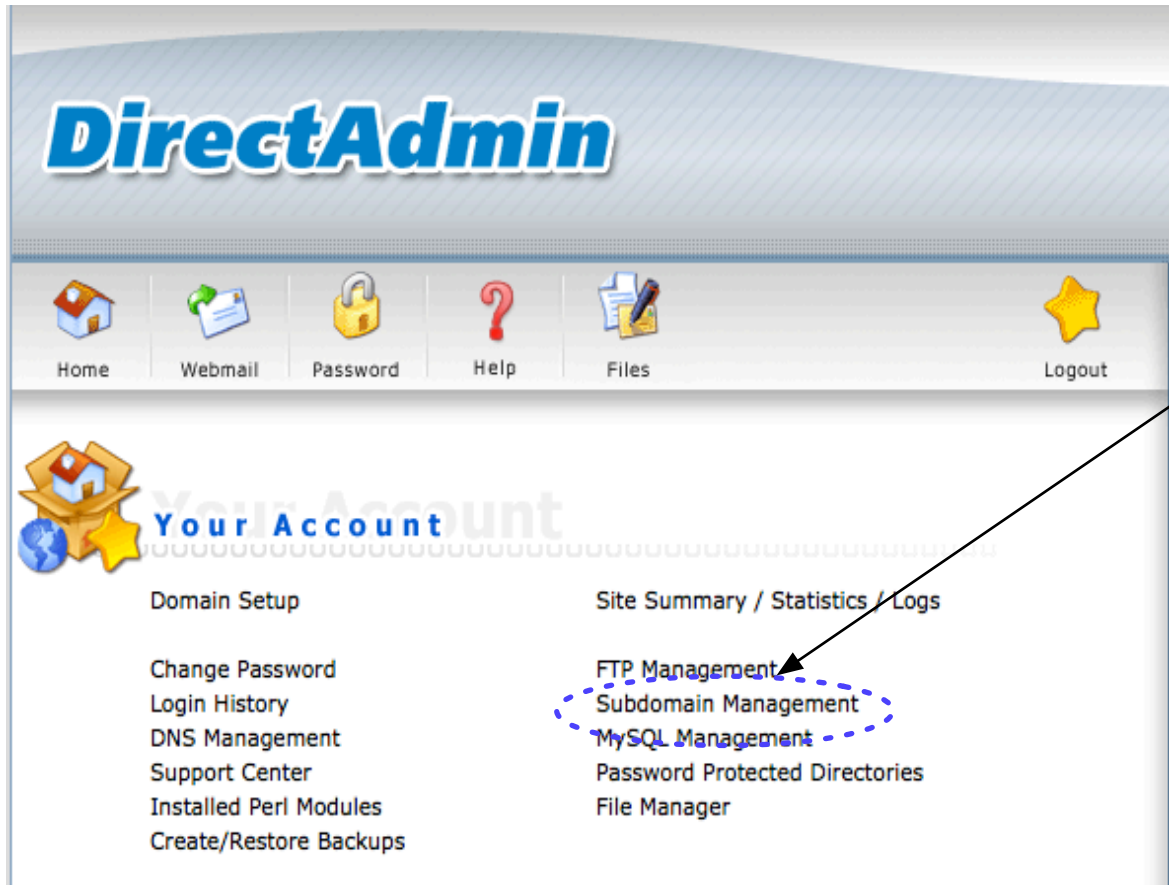 DirectAdmin
Home Webmail Password Help Files Logout
Your Account
Domain Setup
Change Password
Login History
DNS Management
Support Center
Installed Perl Modules
Create/Restore Backups
Site Summary / Statistics / Logs
FTP Management
Subdomain Management
MySQL Management
Password Protected Directories
File Manager